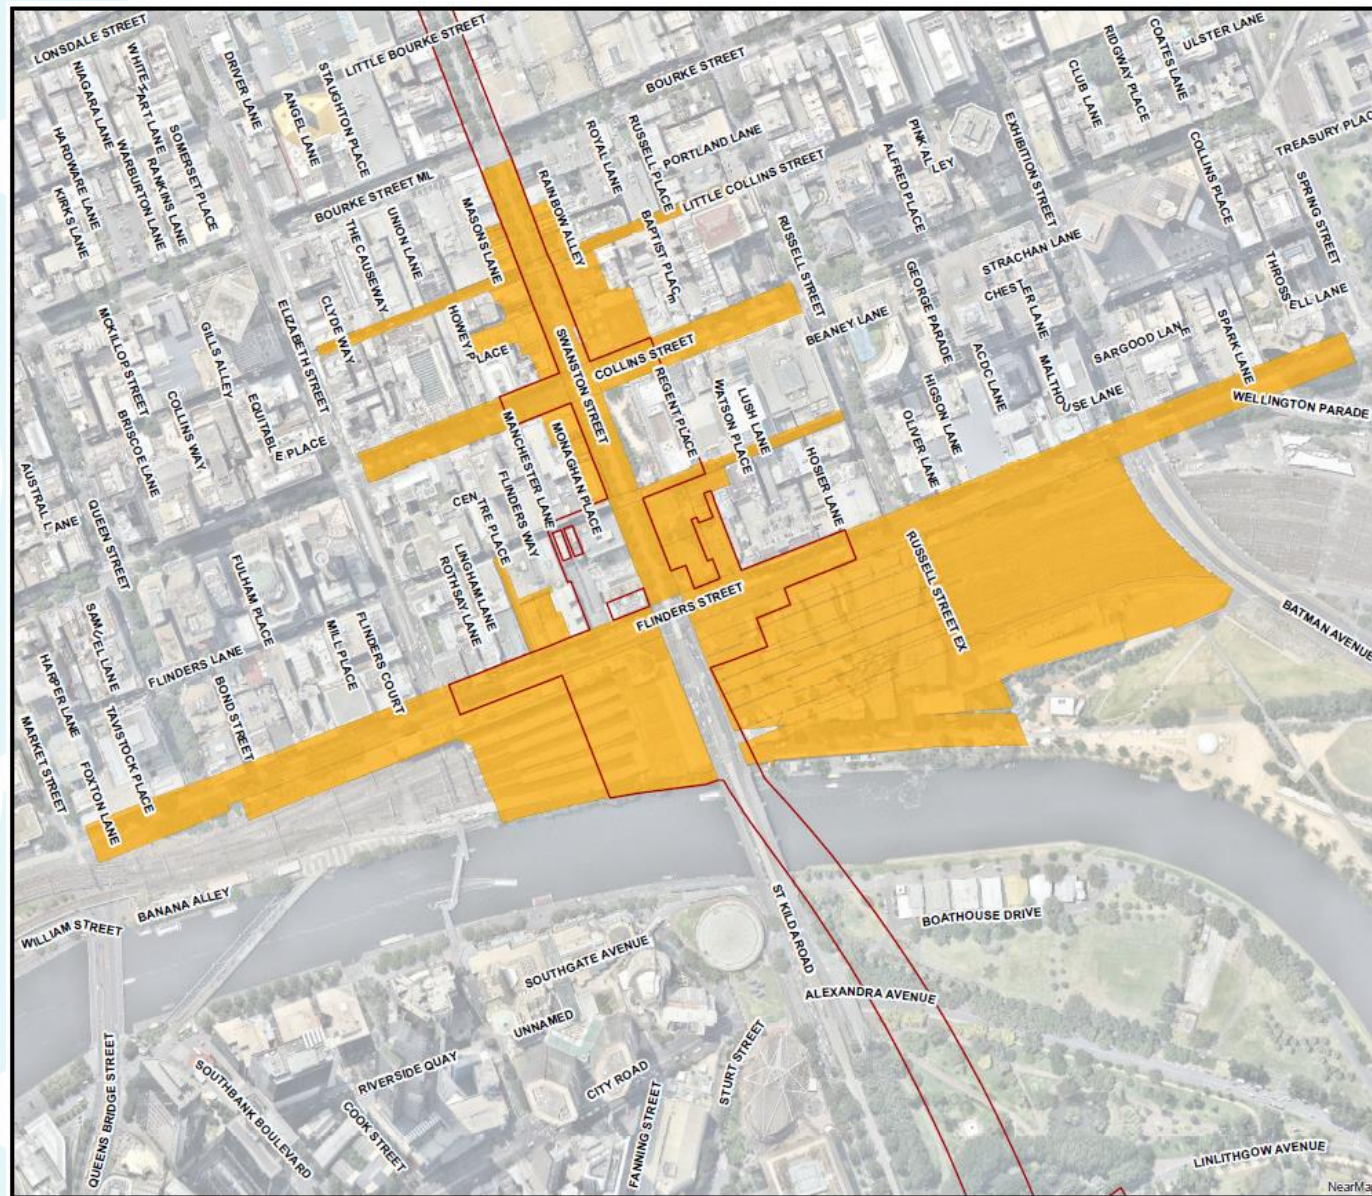 LONSDALE STREET
LITTLE BOURKE STREET
BOURKE STREET
RIDGWAY PLACE
COATES LANE
ULSTER LANE
NIAGARA LANE
DRIVER LANE
STAUGHTON PLACE
ANGEL LANE
CLUB LANE
HARDWARE LANE
WARBURTON LANE
RANKINS LANE
SOMERSET PLACE
KIRKS LANE
BOURKE STREET ML
RAINBOW ALLEY
ROYAL LANE
RUSSELL PLACE
PORTLAND LANE
LITTLE COLLINS STREET
PINK ALLEY
ALFRED PLACE
EXHIBITION STREET
COLLINS PLACE
TREASURY PLAC
SPRING STREET
MASONS LANE
UNION LANE
THE CAUSEWAY
BAPTIST PLACE
RUSSELL STREET
STRACHAN LANE
CHESTER LANE
THROSSELL LANE
MCKILLOP STREET
GILLS ALLEY
ELIZABETH STREET
CLYDE WAY
HOWEY PLACE
SWANSTON STREET
COLLINS STREET
BEANEY LANE
GEORGE PARADE
ACDC LANE
MALTHOUSE LANE
SARGOOD LANE
SPARK LANE
WELLINGTON PARADE
BRISCOE LANE
COLLINS WAY
EQUITABLE PLACE
MANCHESTER LANE
MONAGHAN PLACE
REGENT PLACE
WATSON PLACE
LUSH LANE
HOSIER LANE
OLIVER LANE
HIGSON LANE
AUSTRAL LANE
QUEEN STREET
CENTRE PLACE
FLINDERS WAY
FULHAM PLACE
LINGHAM LANE
ROTHSAY LANE
FLINDERS STREET
RUSSELL STREET EX
BATMAN AVENUE
SAMUEL LANE
FLINDERS LANE
MILL PLACE
FLINDERS COURT
HARPER LANE
BOND STREET
TAVISTOCK PLACE
MARKET STREET
FOXTON LANE
WILLIAM STREET
BANANA ALLEY
ST KILDA ROAD
BOATHOUSE DRIVE
SOUTHGATE AVENUE
ALEXANDRA AVENUE
UNNAMED
RIVERSIDE QUAY
CITY ROAD
STURT STREET
QUEENS BRIDGE STREET
SOUTHBANK BOULEVARD
COOK STREET
FANNING STREET
LINLITHGOW AVENUE
NearMa